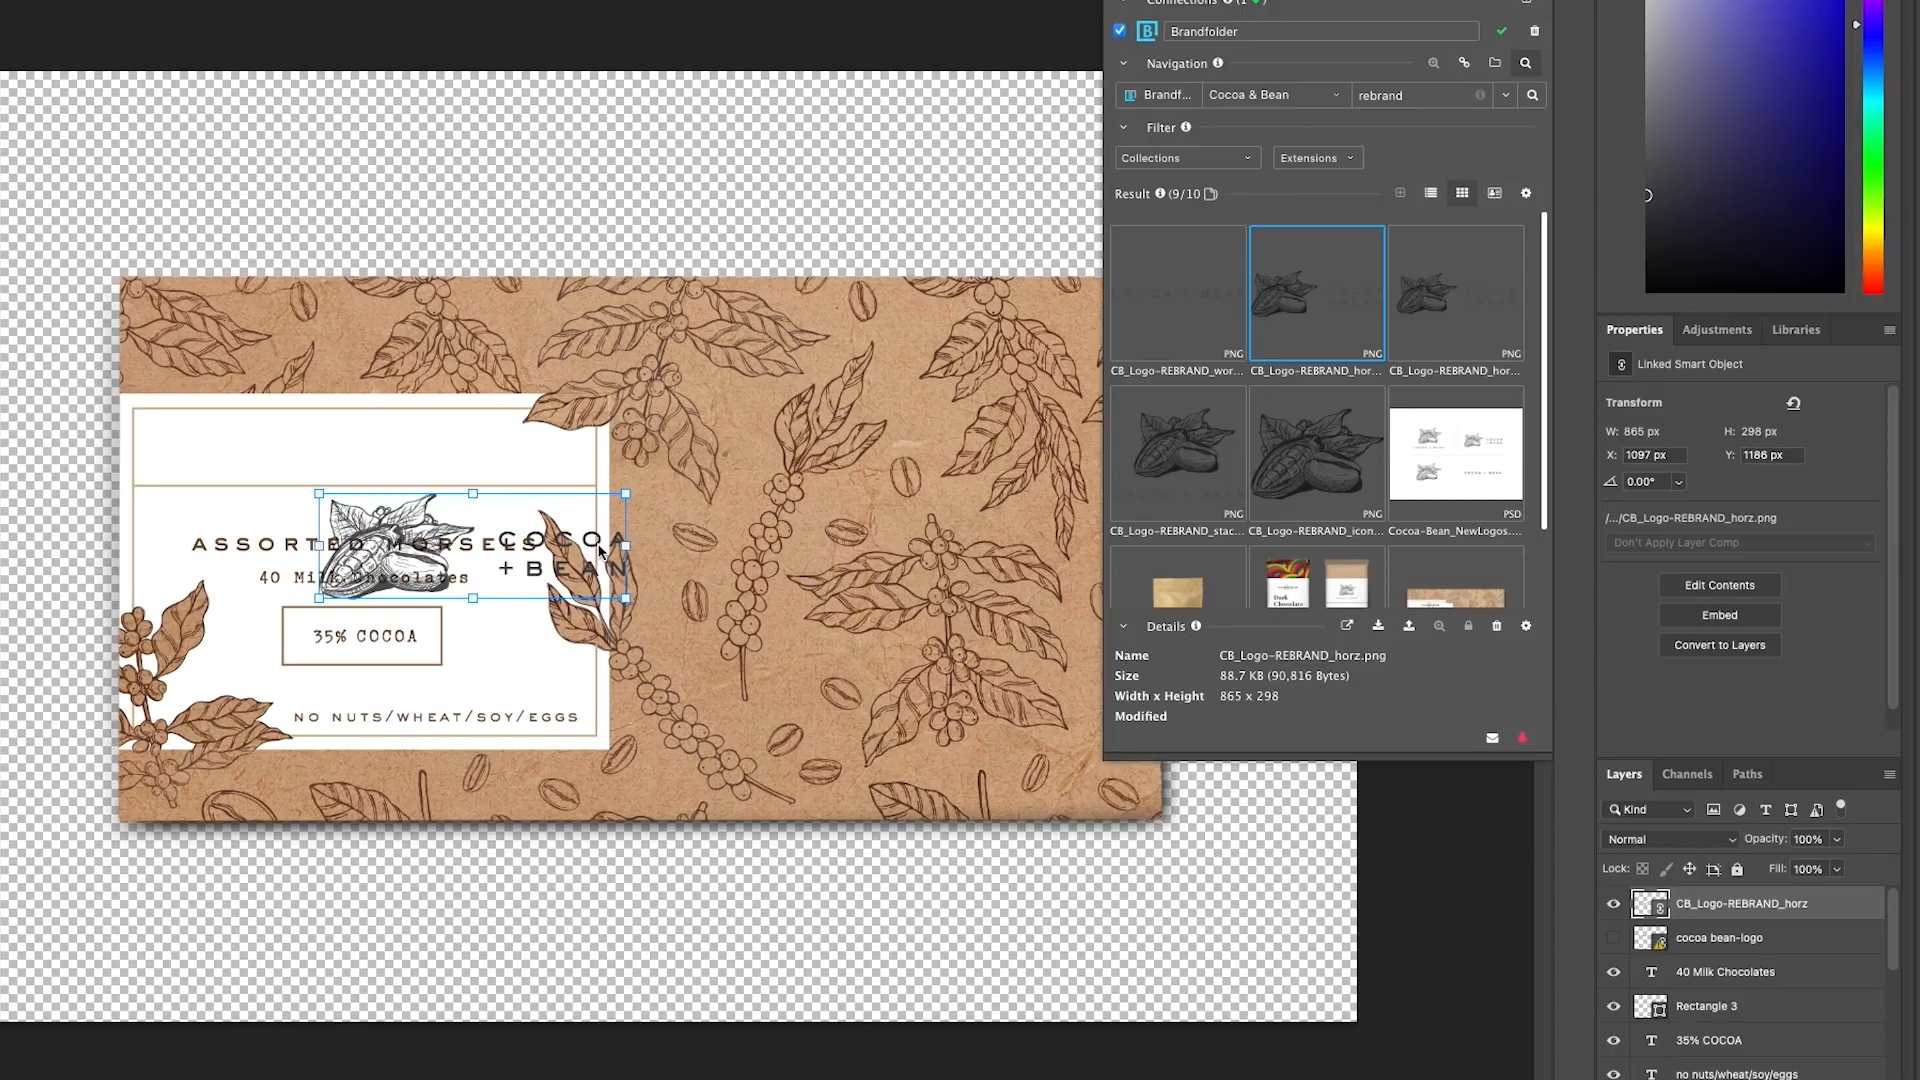 Connections (1
Brandfolder
Navigation
Brandf... Cocoa & Bean rebrand
Filter
Collections Extensions
Result (9/10
PNG PNG PNG
CB_Logo-REBRAND_wor... CB_Logo-REBRAND_hor... CB_Logo-REBRAND_hor...
PNG PNG PSD
CB_Logo-REBRAND_stac... CB_Logo-REBRAND_icon... Cocoa-Bean_NewLogos....
Dark
Chocolate
Details
Name CB_Logo-REBRAND_horz.png
Size 88.7 KB (90,816 Bytes)
Width x Height 865 x 298
Modified
ASSORTED MORSELS
40 Milk Chocolates
COCOA
+BEAN
35% COCOA
NO NUTS/WHEAT/SOY/EGGS
Properties Adjustments Libraries
Linked Smart Object
Transform
W: 865 px H: 298 px
X: 1097 px Y: 1186 px
0.00°
/.../CB_Logo-REBRAND_horz.png
Don't Apply Layer Comp
Edit Contents
Embed
Convert to Layers
Layers Channels Paths
Kind
Normal Opacity: 100%
Lock: Fill: 100%
CB_Logo-REBRAND_horz
cocoa bean-logo
40 Milk Chocolates
Rectangle 3
35% COCOA
no nuts/wheat/soy/eggs